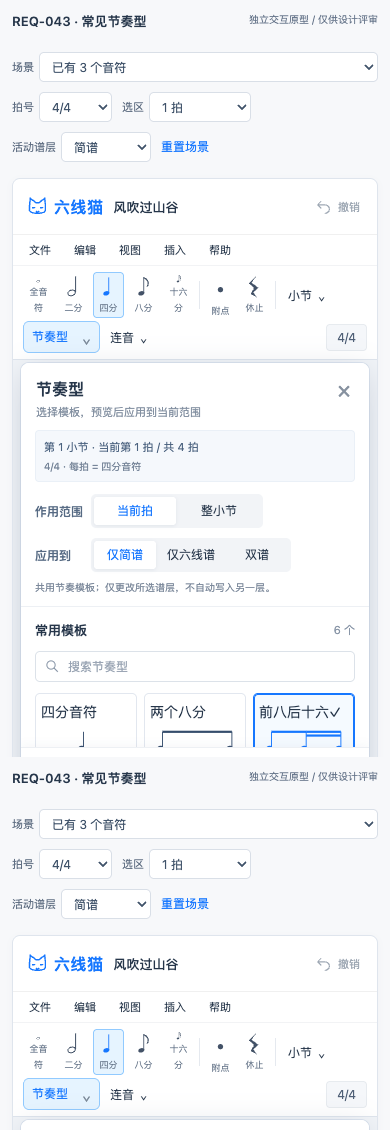 REQ-043 · 常见节奏型
独立交互原型 / 仅供设计评审
场景 已有 3 个音符
拍号 4/4 选区 1 拍
活动谱层 简谱 重置场景
六线猫 风吹过山谷 撤销
文件 编辑 视图 插入 帮助
全音符 二分 四分 八分 十六分 附点 休止 小节
节奏型 连音 4/4
节奏型
选择模板，预览后应用到当前范围
第 1 小节 · 当前第 1 拍 / 共 4 拍
4/4 · 每拍 = 四分音符
作用范围 当前拍 整小节
应用到 仅简谱 仅六线谱 双谱
共用节奏模板：仅更改所选谱层，不自动写入另一层。
常用模板 6 个
搜索节奏型
四分音符 两个八分 前八后十六✓
REQ-043 · 常见节奏型
独立交互原型 / 仅供设计评审
场景 已有 3 个音符
拍号 4/4 选区 1 拍
活动谱层 简谱 重置场景
六线猫 风吹过山谷 撤销
文件 编辑 视图 插入 帮助
全音符 二分 四分 八分 十六分 附点 休止 小节
节奏型 连音 4/4